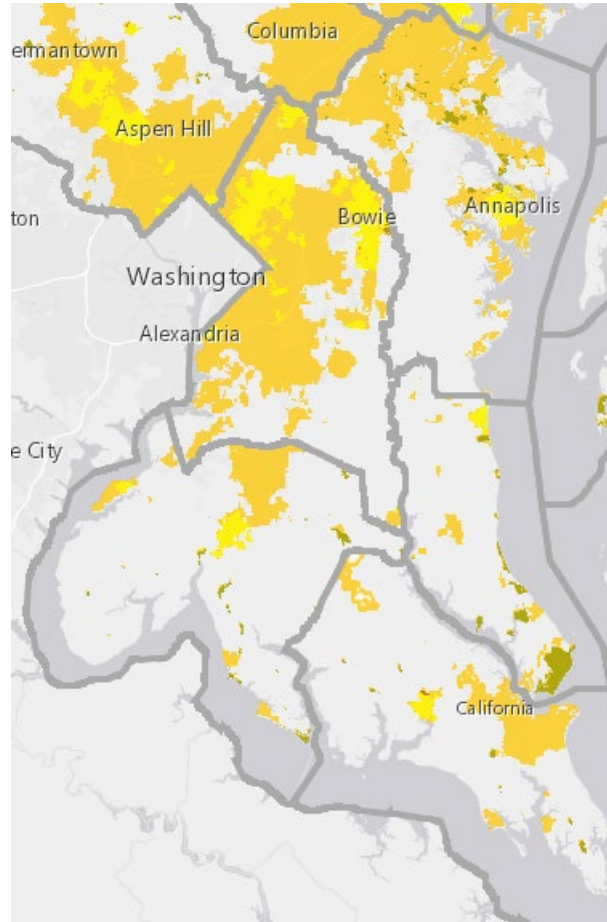 Columbia
ermantown
Aspen Hill
ton
Bowie
Annapolis
Washington
Alexandria
e City
California